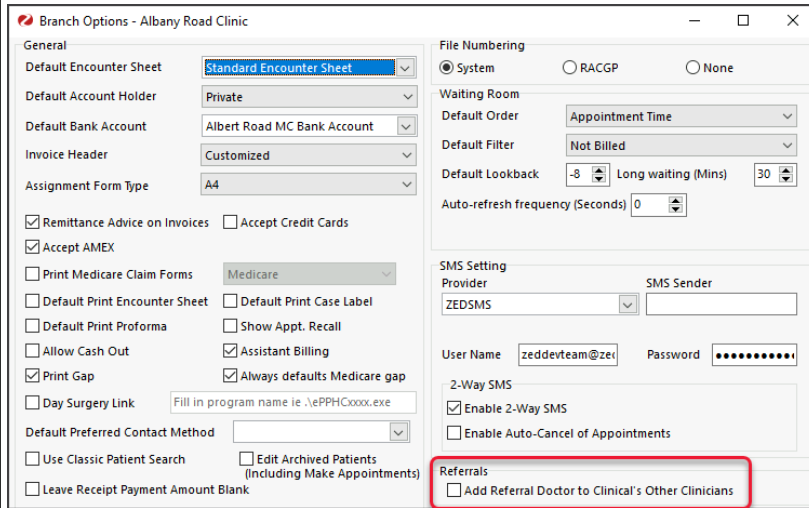 Branch Options - Albany Road Clinic
General
Default Encounter Sheet Standard Encounter Sheet
Default Account Holder Private
Default Bank Account Albert Road MC Bank Account
Invoice Header Customized
Assignment Form Type A4
Remittance Advice on Invoices Accept Credit Cards
Accept AMEX
Print Medicare Claim Forms Medicare
Default Print Encounter Sheet Default Print Case Label
Default Print Proforma Show Appt. Recall
Allow Cash Out Assistant Billing
Print Gap Always defaults Medicare gap
Day Surgery Link Fill in program name ie .\ePPHCxxxx.exe
Default Preferred Contact Method
Use Classic Patient Search Edit Archived Patients
(Including Make Appointments)
Leave Receipt Payment Amount Blank
File Numbering
System RACGP None
Waiting Room
Default Order Appointment Time
Default Filter Not Billed
Default Lookback -8 Long waiting (Mins) 30
Auto-refresh frequency (Seconds) 0
SMS Setting
Provider SMS Sender
ZEDSMS
User Name zeddevteam@zec Password
2-Way SMS
Enable 2-Way SMS
Enable Auto-Cancel of Appointments
Referrals
Add Referral Doctor to Clinical's Other Clinicians